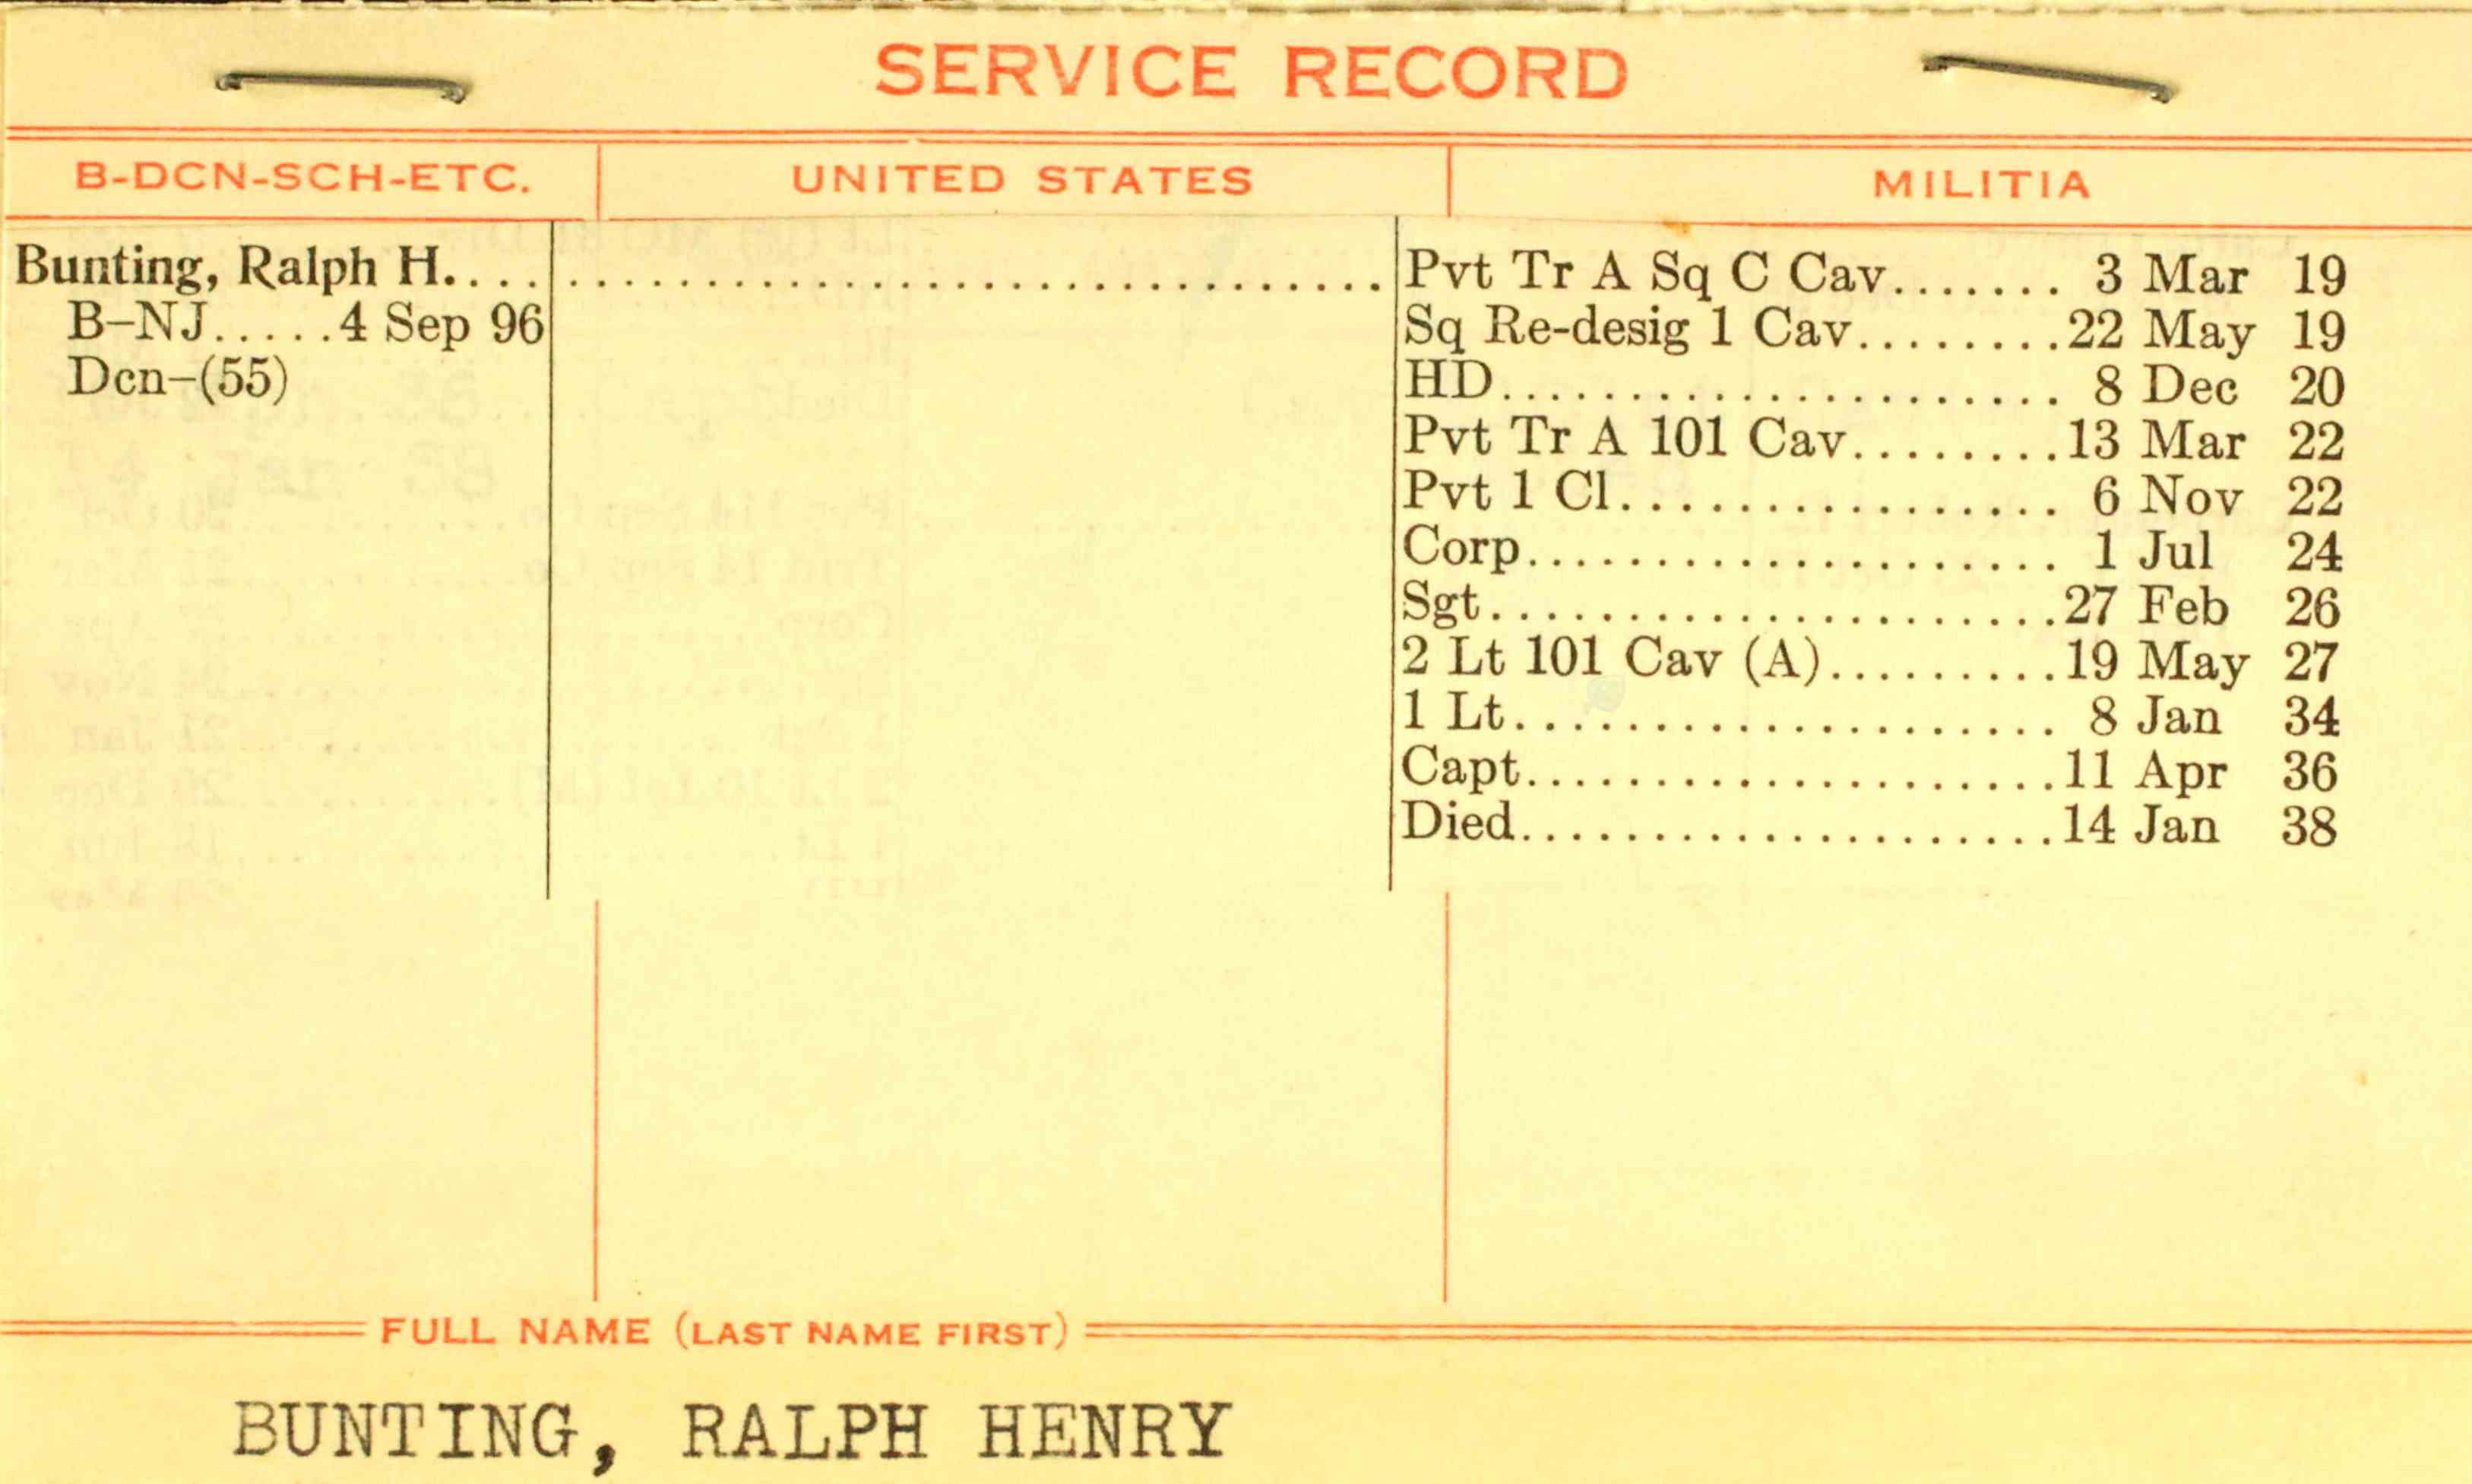 SERVICE RECORD
B-DCN-SCH-ETC. UNITED STATES MILITIA
Bunting, Ralph H..... Pvt Tr A Sq C Cav....... 3 Mar 19
B–NJ.....4 Sep 96 Sq Re-desig 1 Cav........22 May 19
Dcn–(55) HD...................... 8 Dec 20
Pvt Tr A 101 Cav........13 Mar 22
Pvt 1 Cl................. 6 Nov 22
Corp.................... 1 Jul 24
Sgt......................27 Feb 26
2 Lt 101 Cav (A).........19 May 27
1 Lt..................... 8 Jan 34
Capt....................11 Apr 36
Died....................14 Jan 38
FULL NAME (LAST NAME FIRST)
BUNTING, RALPH HENRY